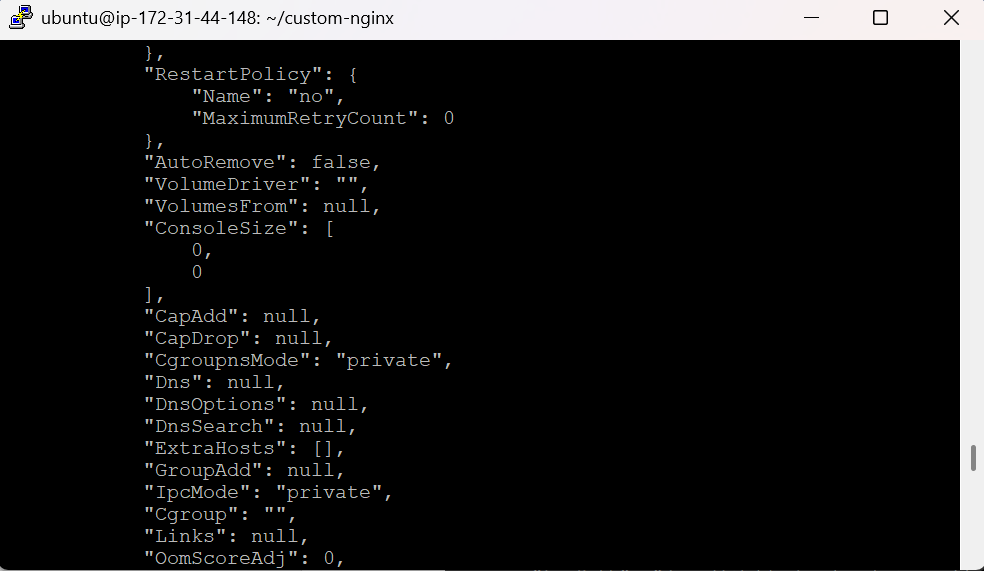 ubuntu@ip-172-31-44-148: ~/custom-nginx
},
"RestartPolicy": {
"Name": "no",
"MaximumRetryCount": 0
},
"AutoRemove": false,
"VolumeDriver": "",
"VolumesFrom": null,
"ConsoleSize": [
0,
0
],
"CapAdd": null,
"CapDrop": null,
"CgroupnsMode": "private",
"Dns": null,
"DnsOptions": null,
"DnsSearch": null,
"ExtraHosts": [],
"GroupAdd": null,
"IpcMode": "private",
"Cgroup": "",
"Links": null,
"OomScoreAdj": 0,